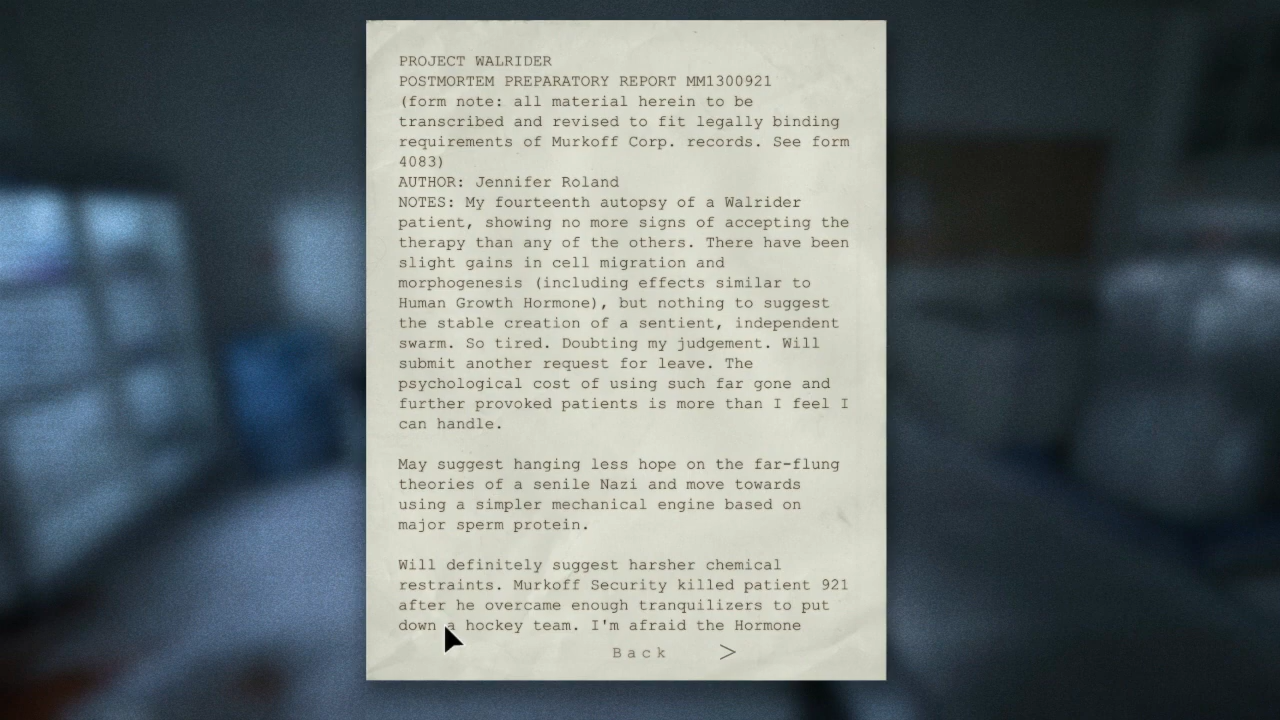 PROJECT WALRIDER
POSTMORTEM PREPARATORY REPORT MM1300921
(form note: all material herein to be
transcribed and revised to fit legally binding
requirements of Murkoff Corp. records. See form
4083)
AUTHOR: Jennifer Roland
NOTES: My fourteenth autopsy of a Walrider
patient, showing no more signs of accepting the
therapy than any of the others. There have been
slight gains in cell migration and
morphogenesis (including effects similar to
Human Growth Hormone), but nothing to suggest
the stable creation of a sentient, independent
swarm. So tired. Doubting my judgement. Will
submit another request for leave. The
psychological cost of using such far gone and
further provoked patients is more than I feel I
can handle.
May suggest hanging less hope on the far-flung
theories of a senile Nazi and move towards
using a simpler mechanical engine based on
major sperm protein.
Will definitely suggest harsher chemical
restraints. Murkoff Security killed patient 921
after he overcame enough tranquilizers to put
down a hockey team. I'm afraid the Hormone
Back >